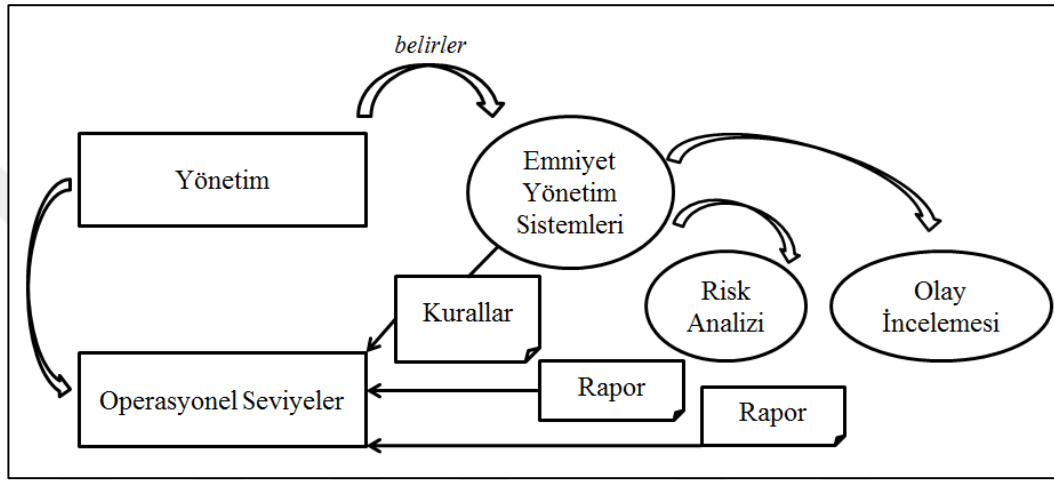 belirler
Yönetim
Emniyet
Yönetim
Sistemleri
Kurallar
Risk
Analizi
Olay
İncelemesi
Operasyonel Seviyeler
Rapor
Rapor